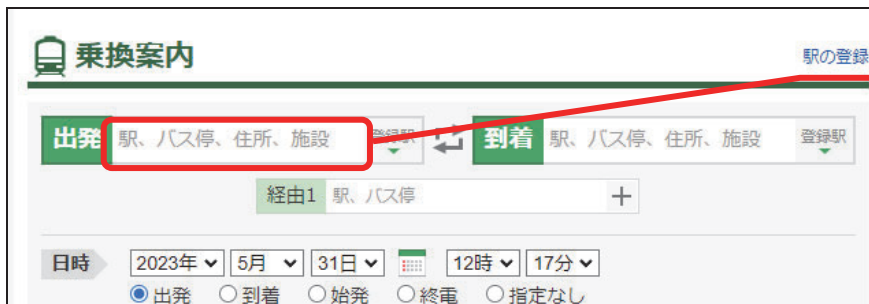 乗換案内
駅の登録
出発 駅、バス停、住所、施設 登録駅 到着 駅、バス停、住所、施設 登録駅
経由1 駅、バス停 +
日時 2023年 5月 31日 12時 17分
出発 到着 始発 終電 指定なし